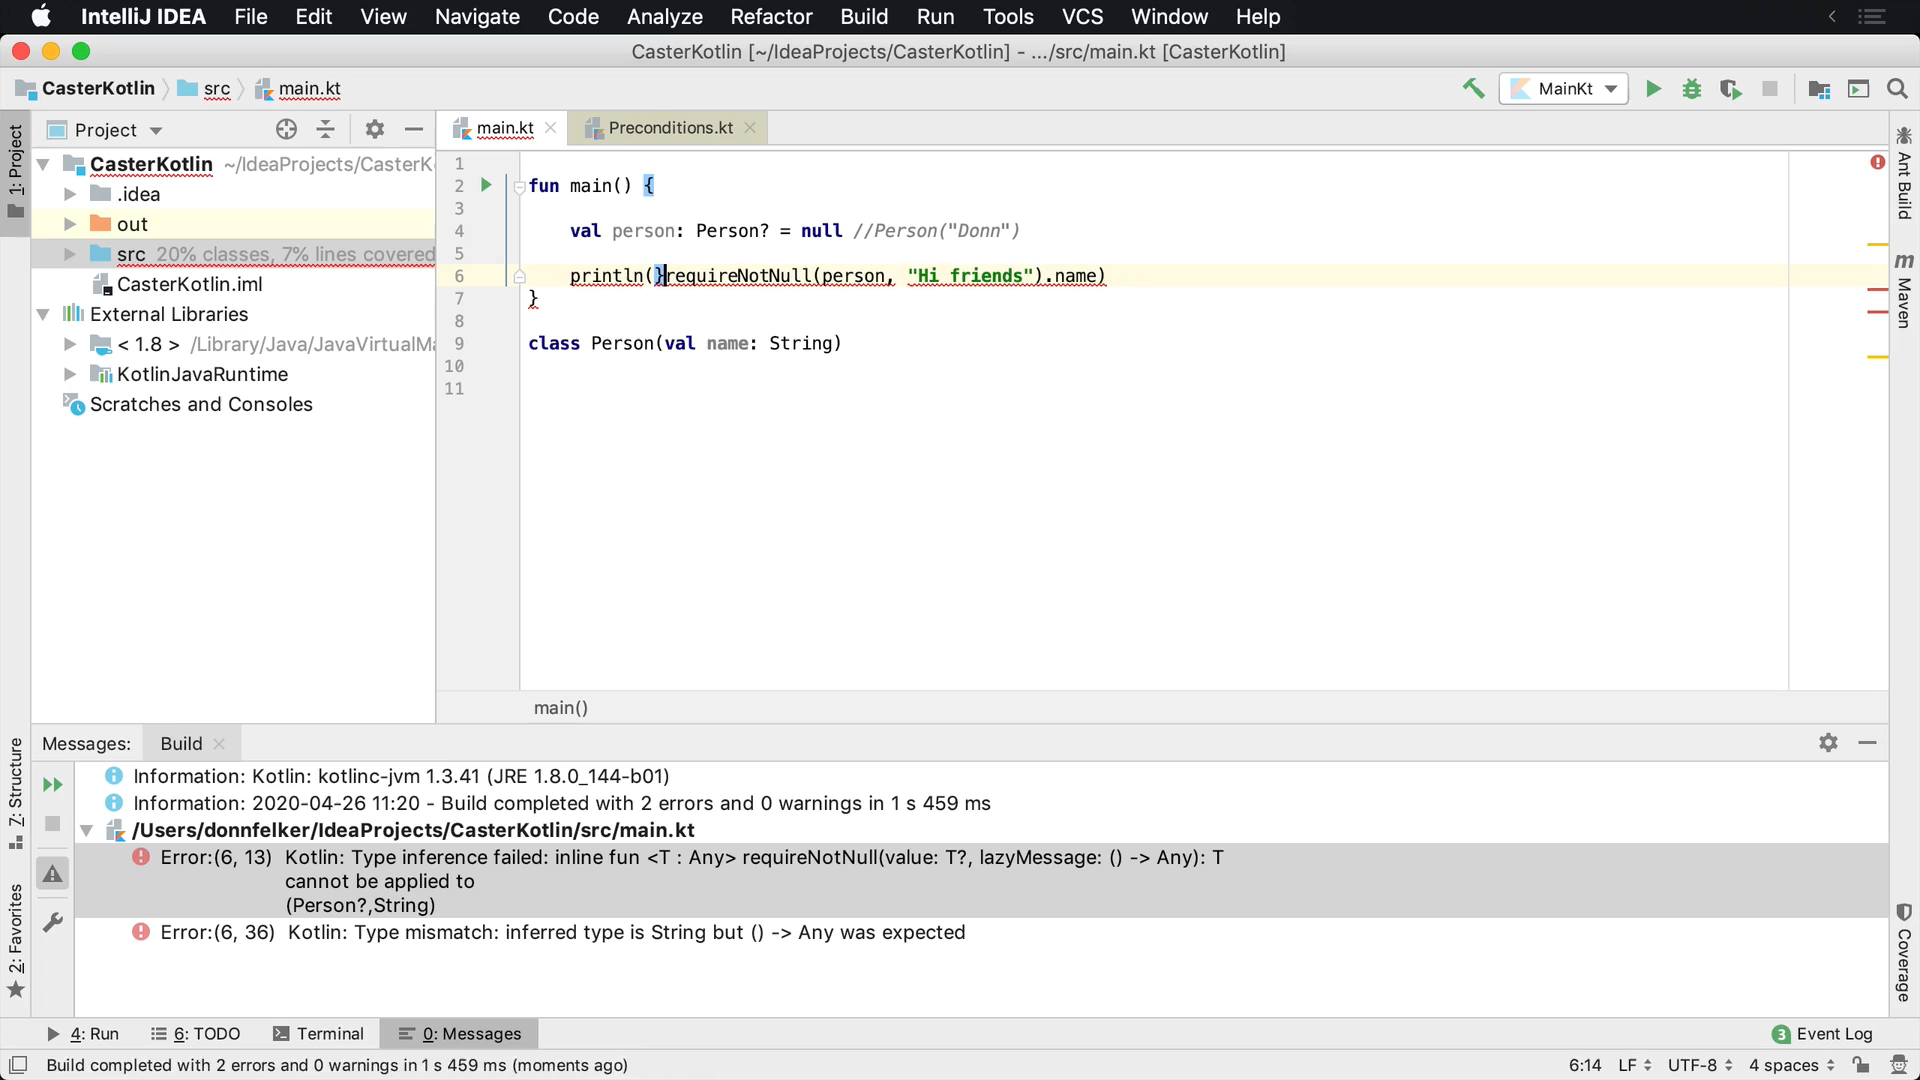 IntelliJ IDEA File Edit View Navigate Code Analyze Refactor Build Run Tools VCS Window Help
CasterKotlin [~/IdeaProjects/CasterKotlin] - .../src/main.kt [CasterKotlin]
CasterKotlin src main.kt MainKt
Project main.kt Preconditions.kt
1: Project
CasterKotlin ~/IdeaProjects/CasterK
.idea
out
src 20% classes, 7% lines covered
CasterKotlin.iml
External Libraries
< 1.8 > /Library/Java/JavaVirtualMa
KotlinJavaRuntime
Scratches and Consoles
1
2 fun main() {
3
4 val person: Person? = null //Person("Donn")
5
6 println(}requireNotNull(person, "Hi friends").name)
7 }
8
9 class Person(val name: String)
10
11
main()
Ant Build
m Maven
Coverage
Z: Structure
2: Favorites
Messages: Build
Information: Kotlin: kotlinc-jvm 1.3.41 (JRE 1.8.0_144-b01)
Information: 2020-04-26 11:20 - Build completed with 2 errors and 0 warnings in 1 s 459 ms
/Users/donnfelker/IdeaProjects/CasterKotlin/src/main.kt
Error:(6, 13) Kotlin: Type inference failed: inline fun <T : Any> requireNotNull(value: T?, lazyMessage: () -> Any): T
cannot be applied to
(Person?,String)
Error:(6, 36) Kotlin: Type mismatch: inferred type is String but () -> Any was expected
4: Run 6: TODO Terminal 0: Messages 3 Event Log
Build completed with 2 errors and 0 warnings in 1 s 459 ms (moments ago) 6:14 LF UTF-8 4 spaces